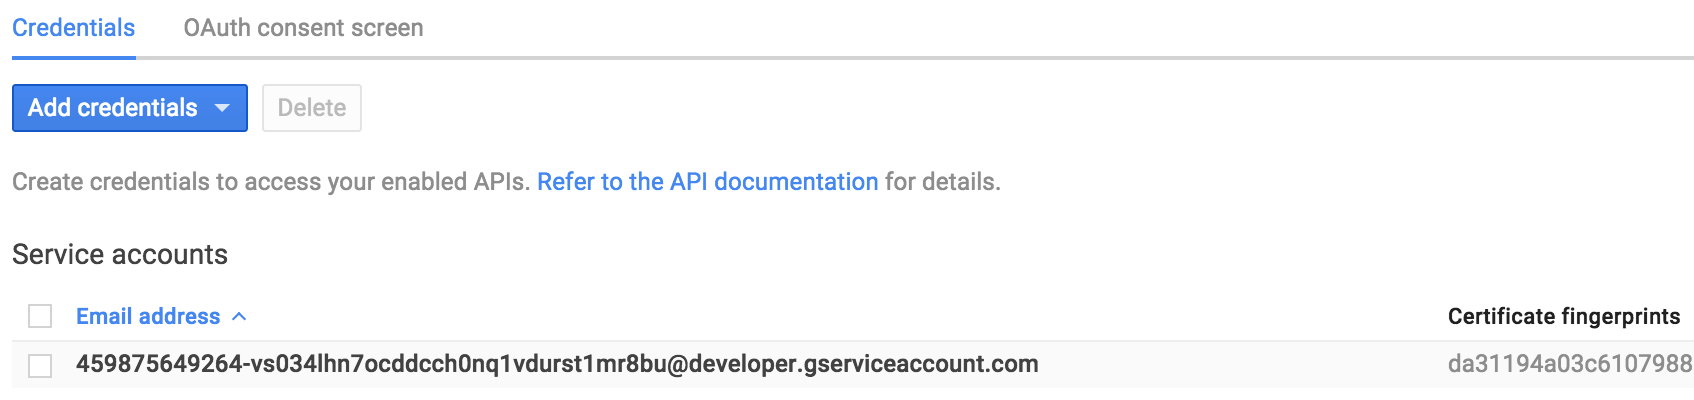 Credentials OAuth consent screen
Add credentials Delete
Create credentials to access your enabled APIs. Refer to the API documentation for details.
Service accounts
Email address Certificate fingerprints
459875649264-vs034lhn7ocddcch0nq1vdurst1mr8bu@developer.gserviceaccount.com da31194a03c6107988